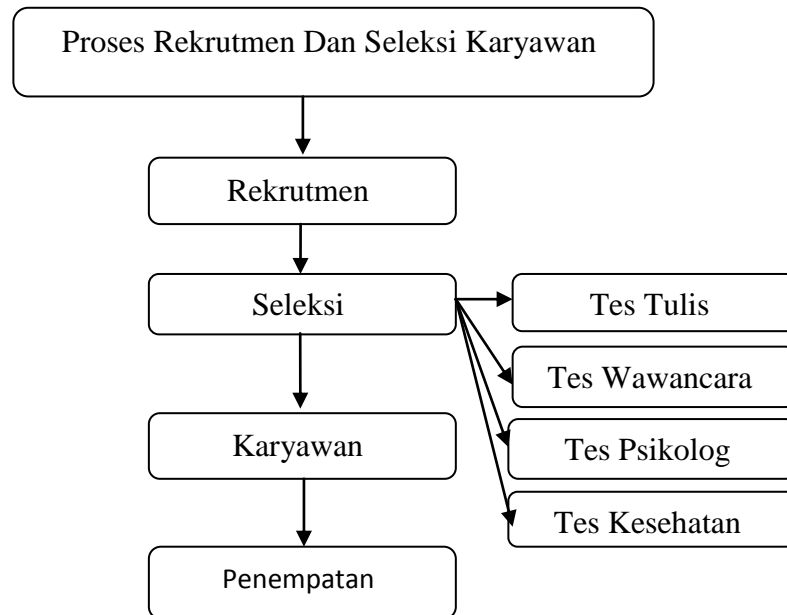 Proses Rekrutmen Dan Seleksi Karyawan
Rekrutmen
Seleksi
Tes Tulis
Tes Wawancara
Karyawan
Tes Psikolog
Tes Kesehatan
Penempatan